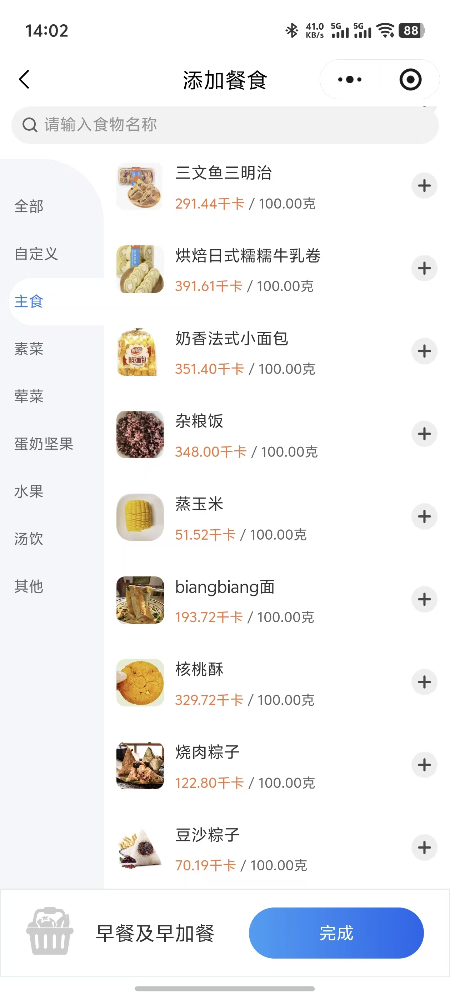 14:02
41.0 KB/s 5G 5G 88
添加餐食
请输入食物名称
全部
自定义
主食
素菜
荤菜
蛋奶坚果
水果
汤饮
其他
三文鱼三明治
291.44千卡 / 100.00克
烘焙日式糯糯牛乳卷
391.61千卡 / 100.00克
奶香法式小面包
351.40千卡 / 100.00克
达利园
软面包
杂粮饭
348.00千卡 / 100.00克
蒸玉米
51.52千卡 / 100.00克
biangbiang面
193.72千卡 / 100.00克
核桃酥
329.72千卡 / 100.00克
烧肉粽子
122.80千卡 / 100.00克
豆沙粽子
70.19千卡 / 100.00克
早餐及早加餐
完成